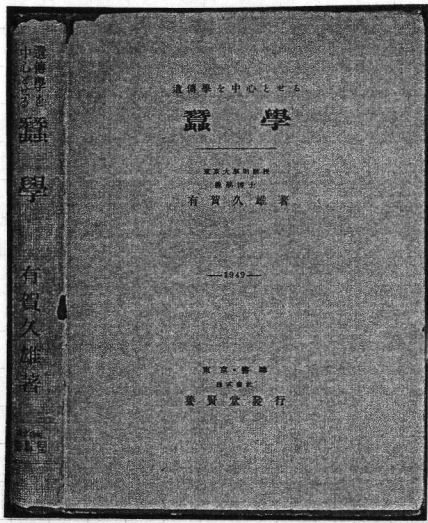 遺傳學を
中心とせる
蠶學
有賀久雄著
遺傳學を中心とせる
蠶 學
東京大學助教授
農學博士
有賀久雄著
—1949—
東京・
株式會社
養賢堂發行